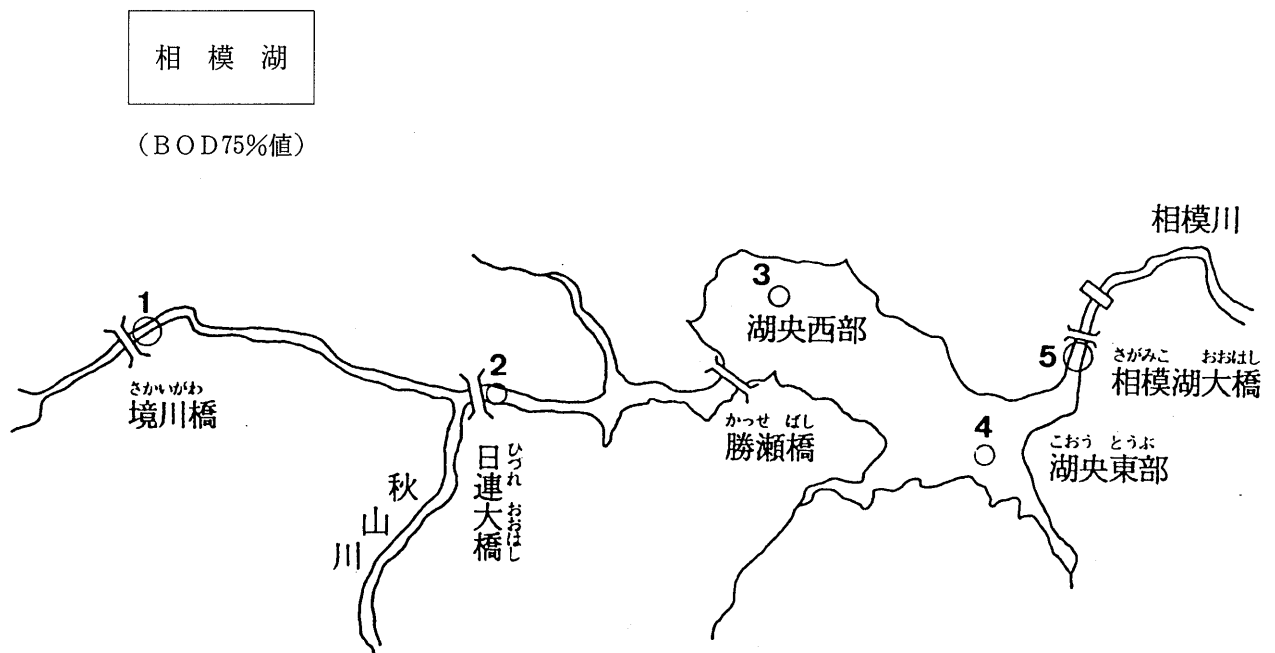 相模湖
(BOD75%値)
相模川
1
さかいがわ
境川橋
2
ひづれ おおはし
日連大橋
秋山川
3
湖央西部
かっせ ばし
勝瀬橋
4
こおう とうぶ
湖央東部
5
さがみこ おおはし
相模湖大橋